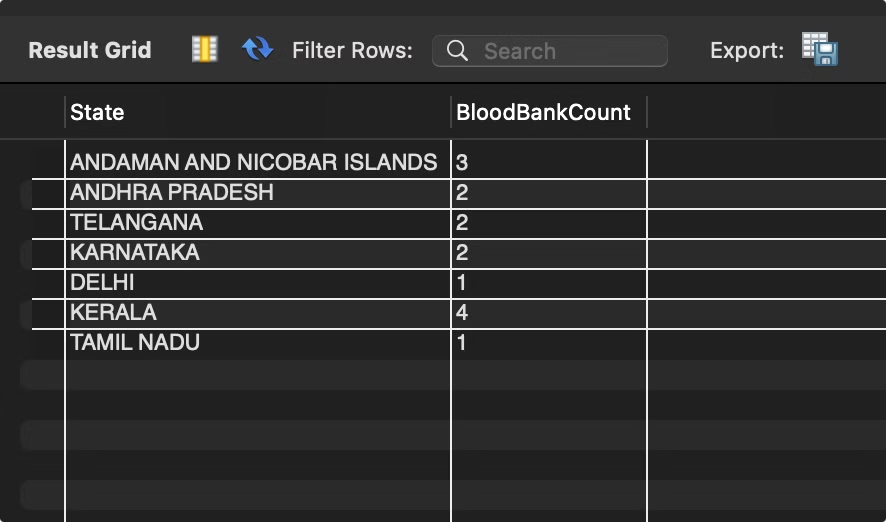 Result Grid Filter Rows: Search Export:
State BloodBankCount
ANDAMAN AND NICOBAR ISLANDS 3
ANDHRA PRADESH 2
TELANGANA 2
KARNATAKA 2
DELHI 1
KERALA 4
TAMIL NADU 1